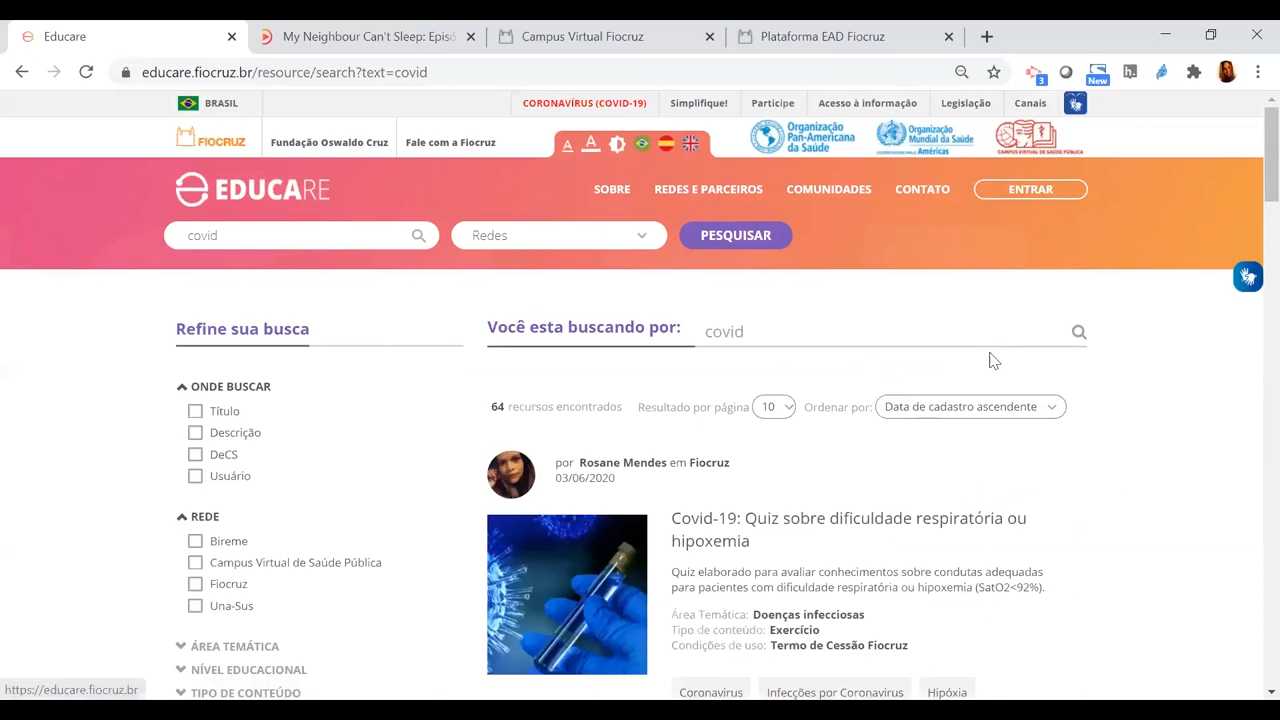 Educare
My Neighbour Can't Sleep: Episó
Campus Virtual Fiocruz
Plataforma EAD Fiocruz
educare.fiocruz.br/resource/search?text=covid
3
New
BRASIL
CORONAVÍRUS (COVID-19)
Simplifique!
Participe
Acesso à informação
Legislação
Canais
FIOCRUZ
Fundação Oswaldo Cruz
Fale com a Fiocruz
A
A
Organização
Pan-Americana
da Saúde
Organização
Mundial da Saúde
Américas
CAMPUS VIRTUAL DE SAÚDE PÚBLICA
EDUCARE
SOBRE
REDES E PARCEIROS
COMUNIDADES
CONTATO
ENTRAR
covid
Redes
PESQUISAR
Refine sua busca
Você esta buscando por:
covid
ONDE BUSCAR
Título
Descrição
DeCS
Usuário
REDE
Bireme
Campus Virtual de Saúde Pública
Fiocruz
Una-Sus
ÁREA TEMÁTICA
NÍVEL EDUCACIONAL
TIPO DE CONTEÚDO
64 recursos encontrados
Resultado por página
10
Ordenar por:
Data de cadastro ascendente
por Rosane Mendes em Fiocruz
03/06/2020
Covid-19: Quiz sobre dificuldade respiratória ou
hipoxemia
Quiz elaborado para avaliar conhecimentos sobre condutas adequadas
para pacientes com dificuldade respiratória ou hipoxemia (SatO2<92%).
Área Temática: Doenças infecciosas
Tipo de conteúdo: Exercício
Condições de uso: Termo de Cessão Fiocruz
Coronavirus
Infecções por Coronavirus
Hipóxia
https://educare.fiocruz.br